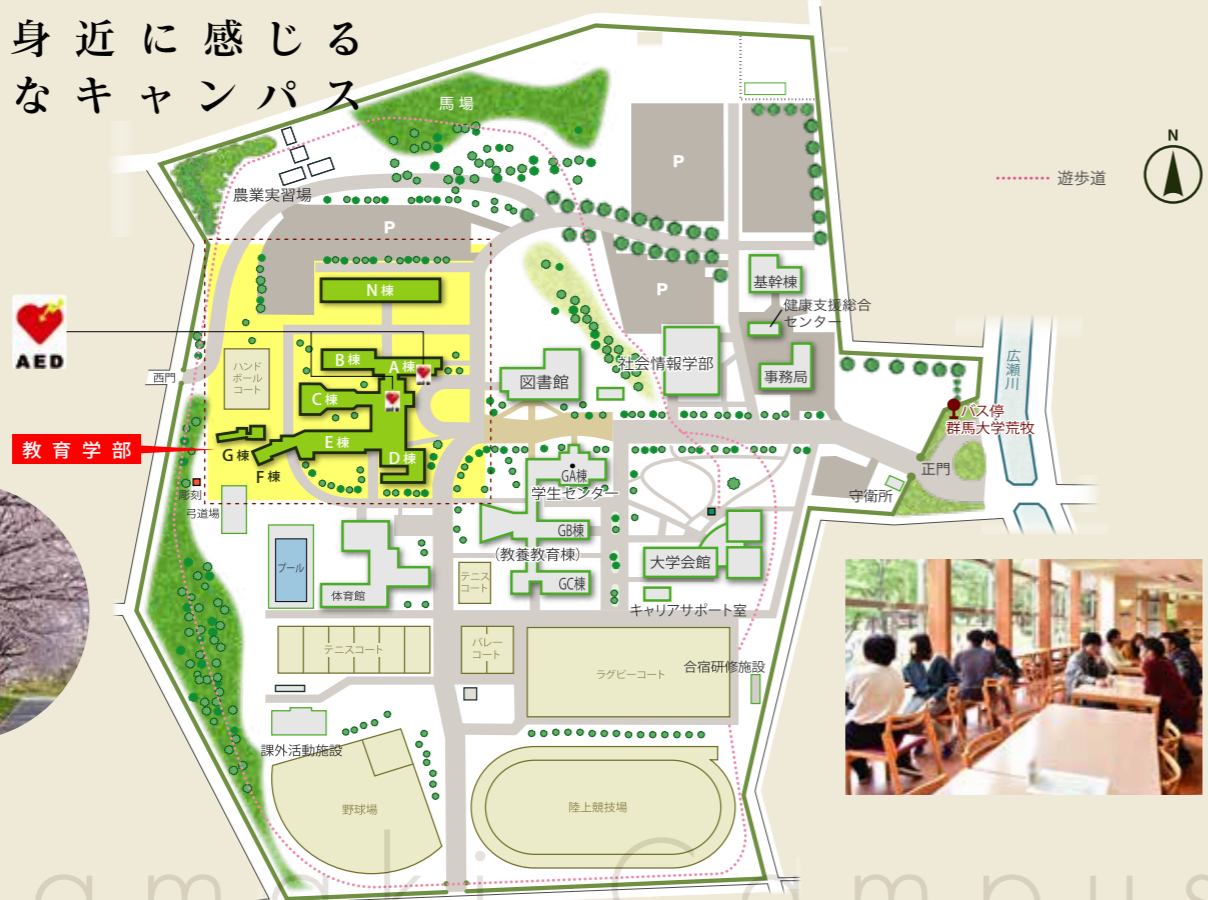 身近に感じる
なキャンパス
馬場
N
P
遊歩道
農業実習場
P
N棟
P
基幹棟
健康支援総合
センター
AED
B棟
A棟
ハンド
ボール
コート
図書館
社会情報学部
事務局
広瀬川
西門
C棟
バス停
群馬大学荒牧
教育学部
E棟
D棟
G棟
F棟
GA棟
学生センター
正門
守衛所
彫刻
弓道場
GB棟
(教養教育棟)
プール
テニス
コート
大学会館
GC棟
体育館
キャリアサポート室
テニスコート
バレー
コート
ラグビーコート
合宿研修施設
課外活動施設
野球場
陸上競技場
amaki Campus